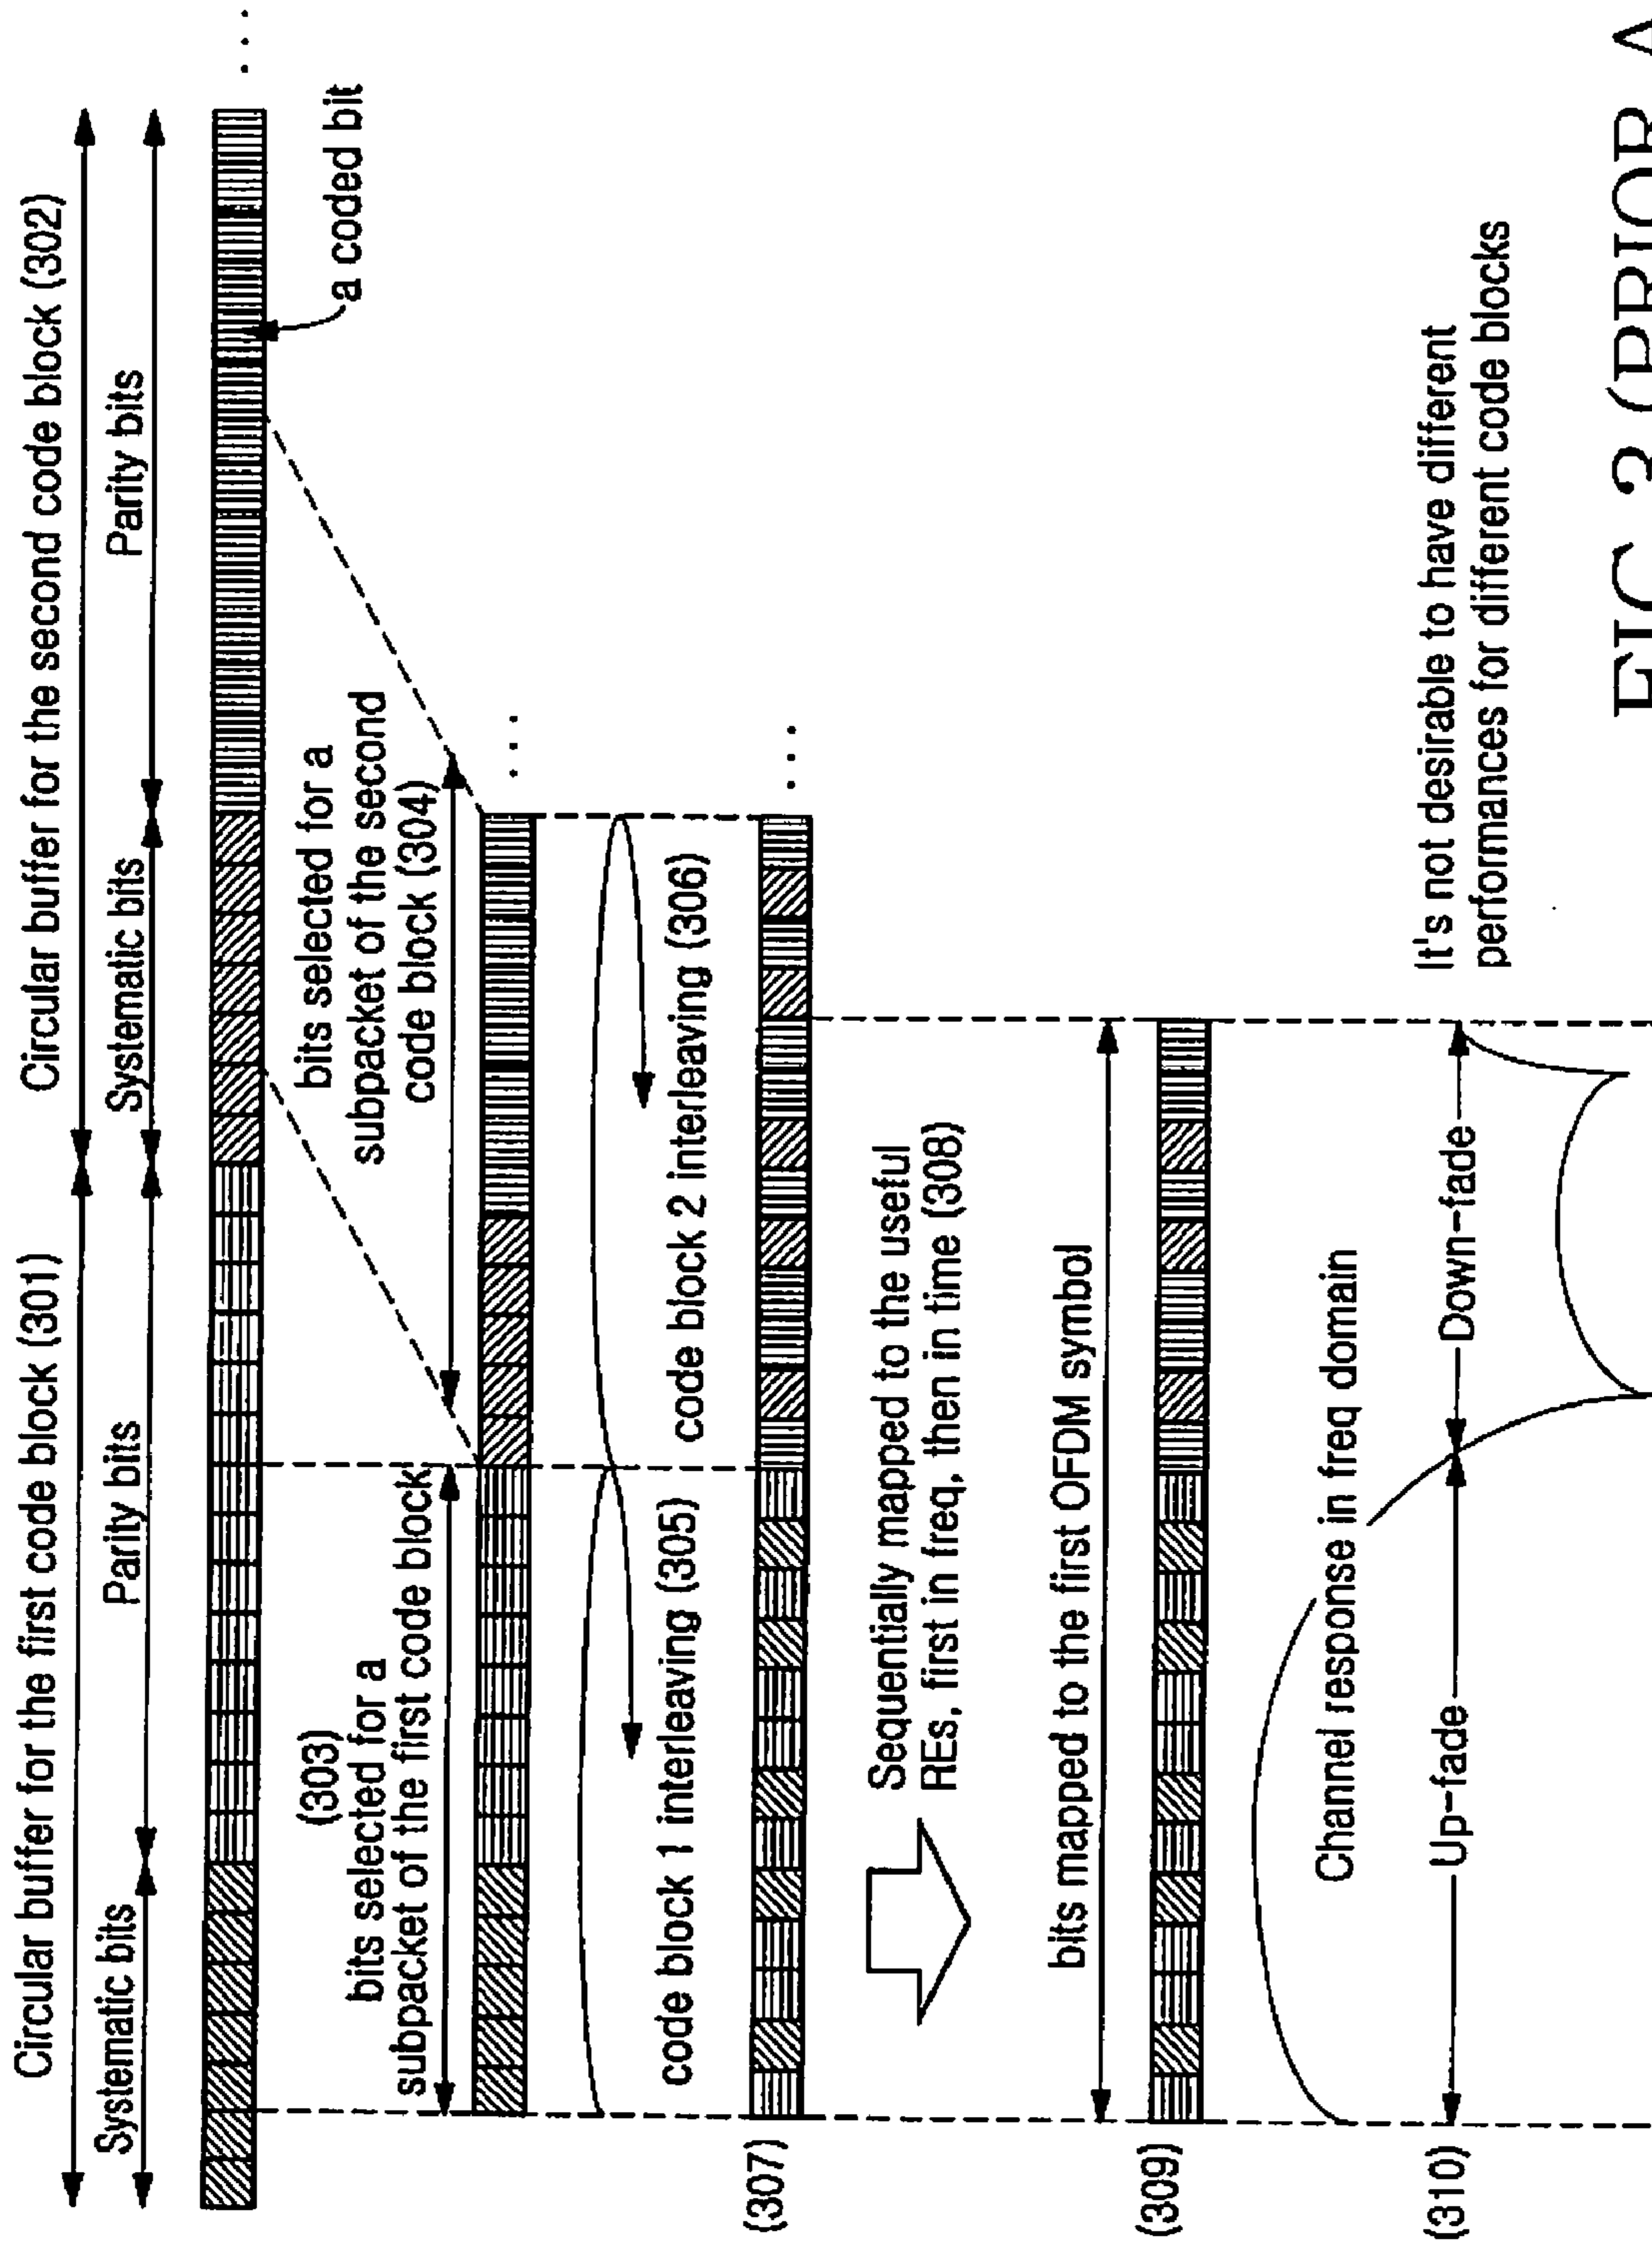 Circular buffer for the first code block (301)
Circular buffer for the second code block (302)
Systematic bits
Parity bits
Systematic bits
Parity bits
...
a coded bit
(303)
bits selected for a
subpacket of the first code block
bits selected for a
subpacket of the second
code block (304)
...
code block 1 interleaving (305)
code block 2 interleaving (306)
(307)
...
Sequentially mapped to the useful
REs, first in freq, then in time (308)
bits mapped to the first OFDM symbol
(309)
Channel response in freq domain
(310)
Up-fade
Down-fade
It's not desirable to have different
performances for different code blocks
FIG. 3 (PRIOR A